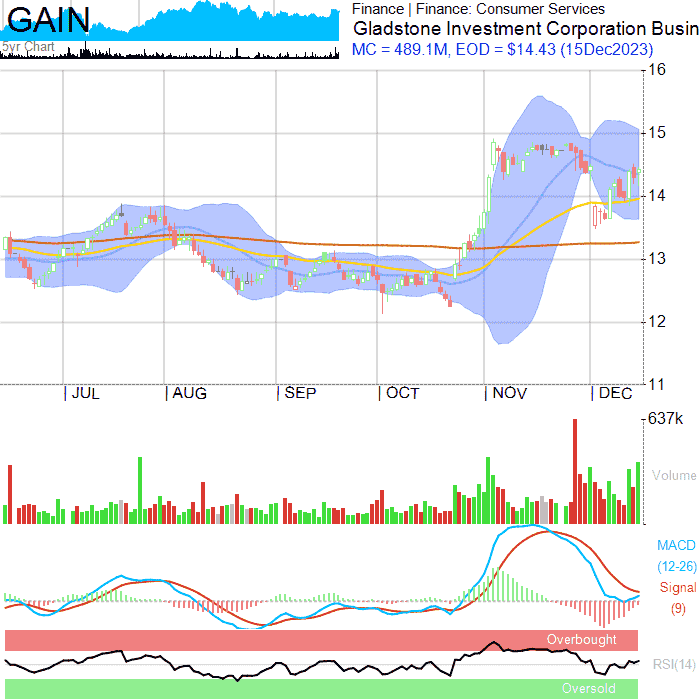 GAIN
5yr Chart
Finance | Finance: Consumer Services
Gladstone Investment Corporation Busin
MC = 489.1M, EOD = $14.43 (15Dec2023)
16
15
14
13
12
11
JUL AUG SEP OCT NOV DEC
637k
Volume
MACD
(12-26)
Signal
(9)
Overbought
RSI(14)
Oversold